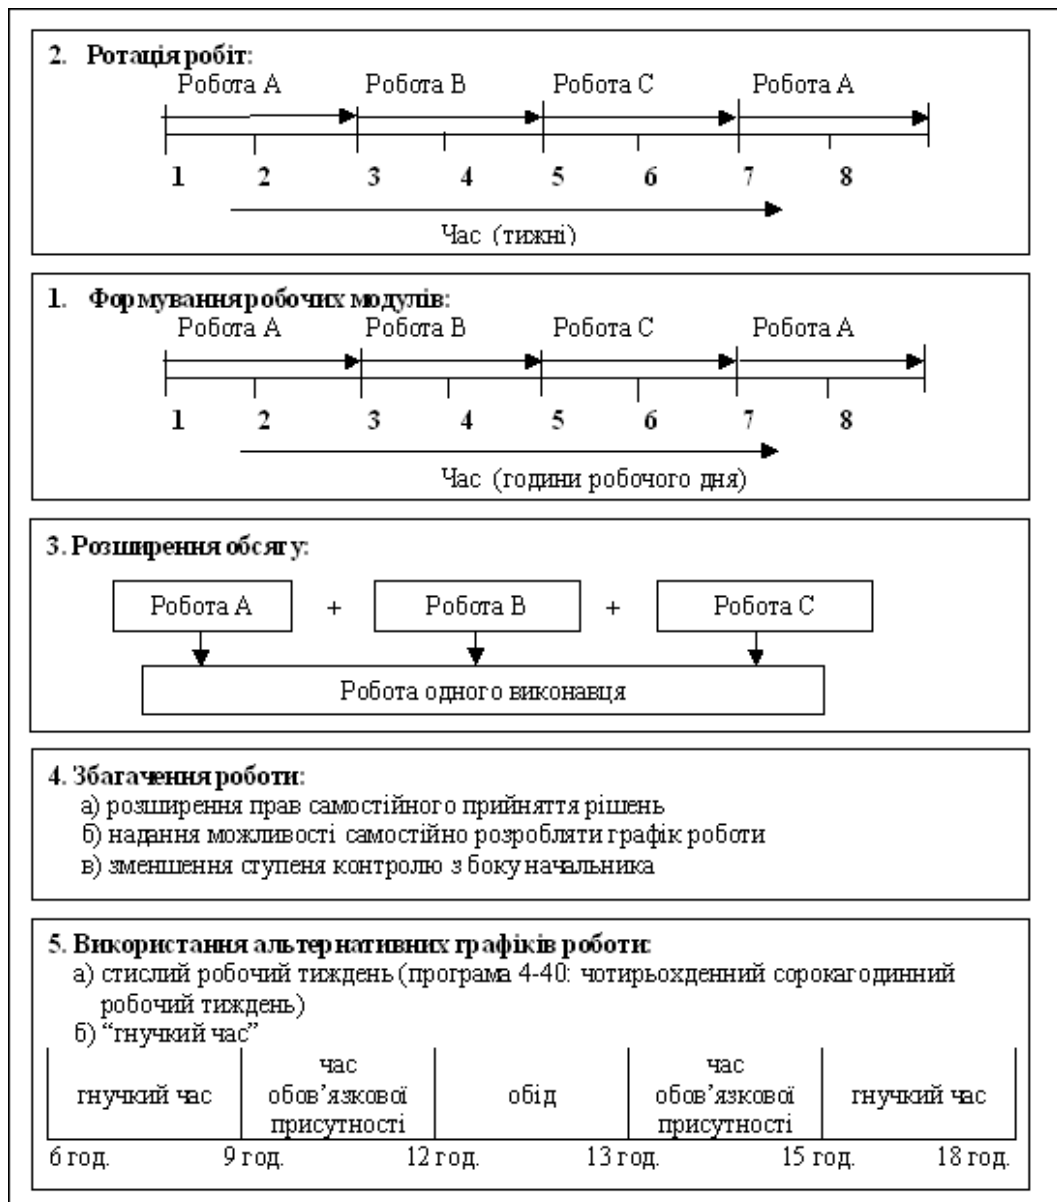 2. Ротація робіт:
Робота А Робота В Робота С Робота А
1 2 3 4 5 6 7 8
Час (тижні)
1. Формування робочих модулів:
Робота А Робота В Робота С Робота А
1 2 3 4 5 6 7 8
Час (години робочого дня)
3. Розширення обсягу:
Робота А + Робота В + Робота С
Робота одного виконавця
4. Збагачення роботи:
а) розширення прав самостійного прийняття рішень
б) надання можливості самостійно розробляти графік роботи
в) зменшення ступеня контролю з боку начальника
5. Використання альтернативних графіків роботи:
а) стислий робочий тиждень (програма 4-40: чотирьохденний сорокагодинний
робочий тиждень)
б) “гнучкий час”
гнучкий час
час
обов’язкової
присутності
обід
час
обов’язкової
присутності
гнучкий час
6 год. 9 год. 12 год. 13 год. 15 год. 18 год.